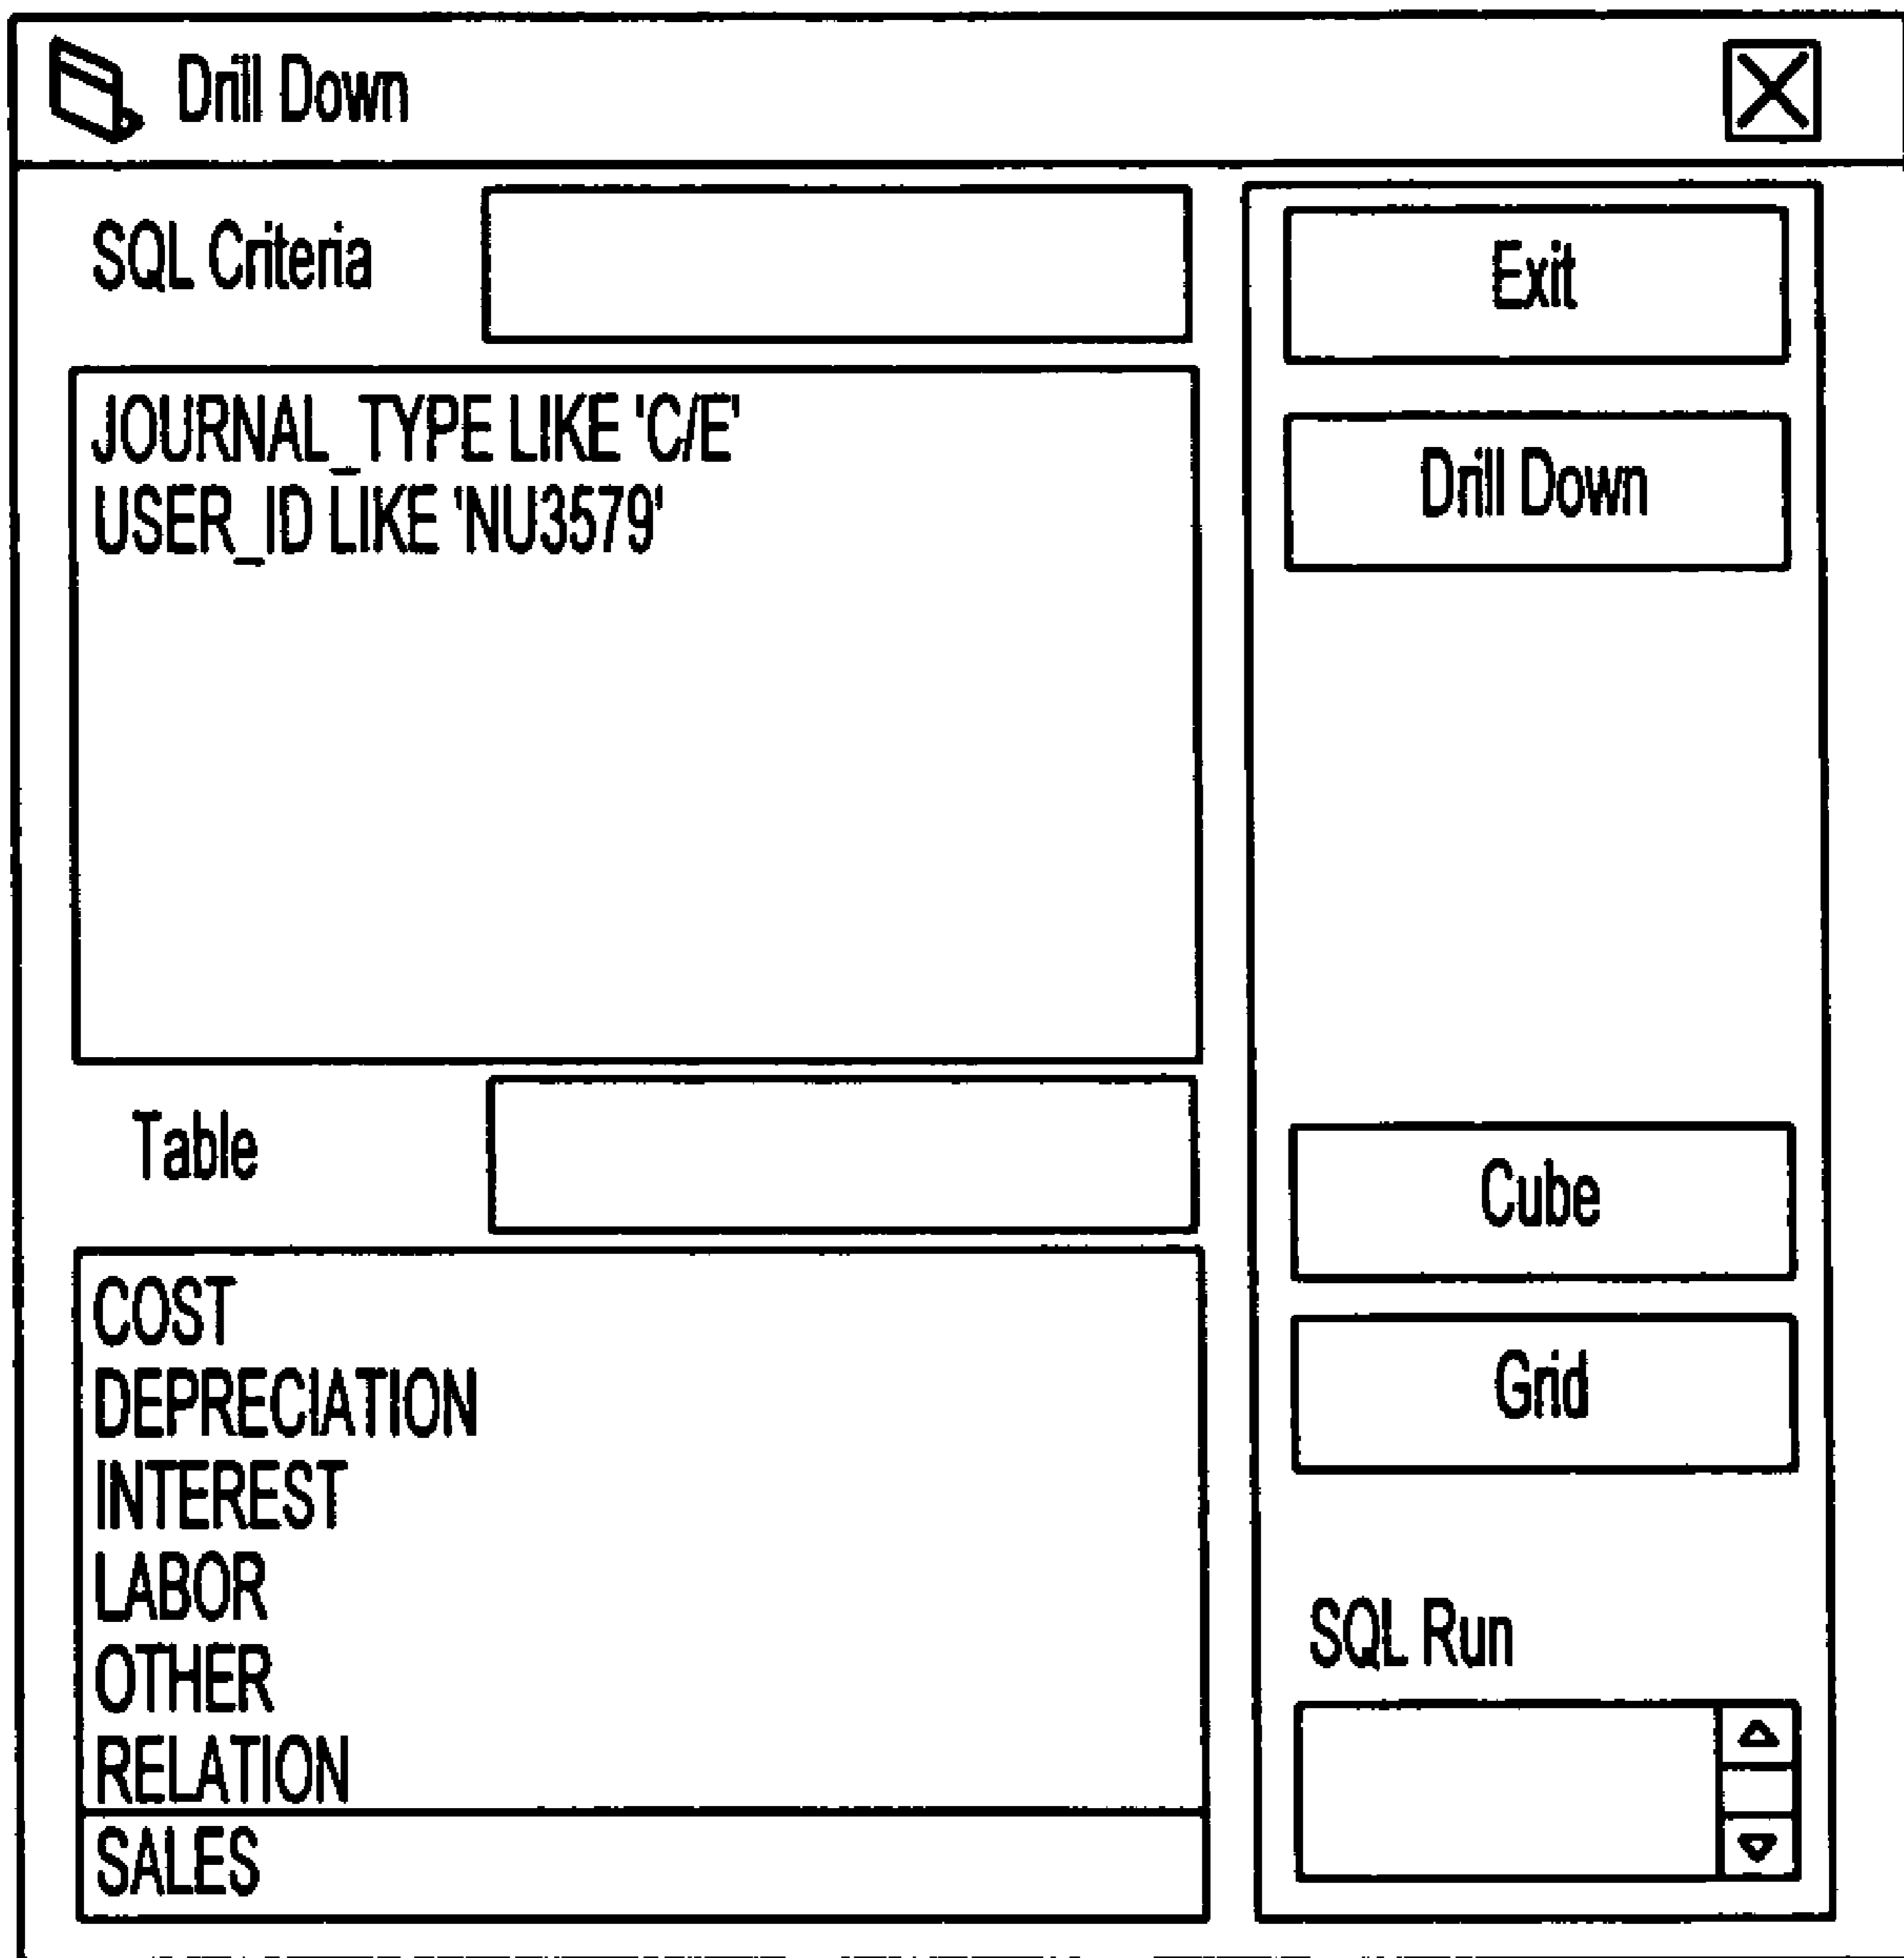 Drill Down
SQL Criteria
JOURNAL_TYPE LIKE 'C/E'
USER_ID LIKE 'NU3579'
Table
COST
DEPRECIATION
INTEREST
LABOR
OTHER
RELATION
SALES
Exit
Drill Down
Cube
Grid
SQL Run